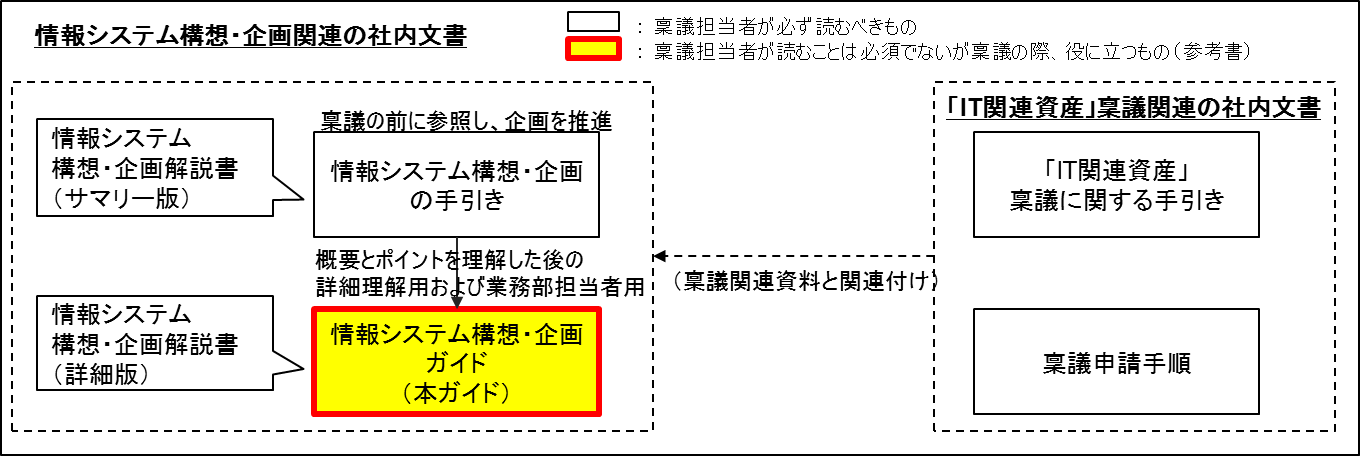 情報システム構想・企画関連の社内文書
：稟議担当者が必ず読むべきもの
：稟議担当者が読むことは必須でないが稟議の際、役に立つもの（参考書）
情報システム
構想・企画解説書
（サマリー版）
稟議の前に参照し、企画を推進
情報システム構想・企画
の手引き
概要とポイントを理解した後の
詳細理解用および業務部担当者用
情報システム
構想・企画解説書
（詳細版）
情報システム構想・企画
ガイド
（本ガイド）
（稟議関連資料と関連付け）
「IT関連資産」稟議関連の社内文書
「IT関連資産」
稟議に関する手引き
稟議申請手順